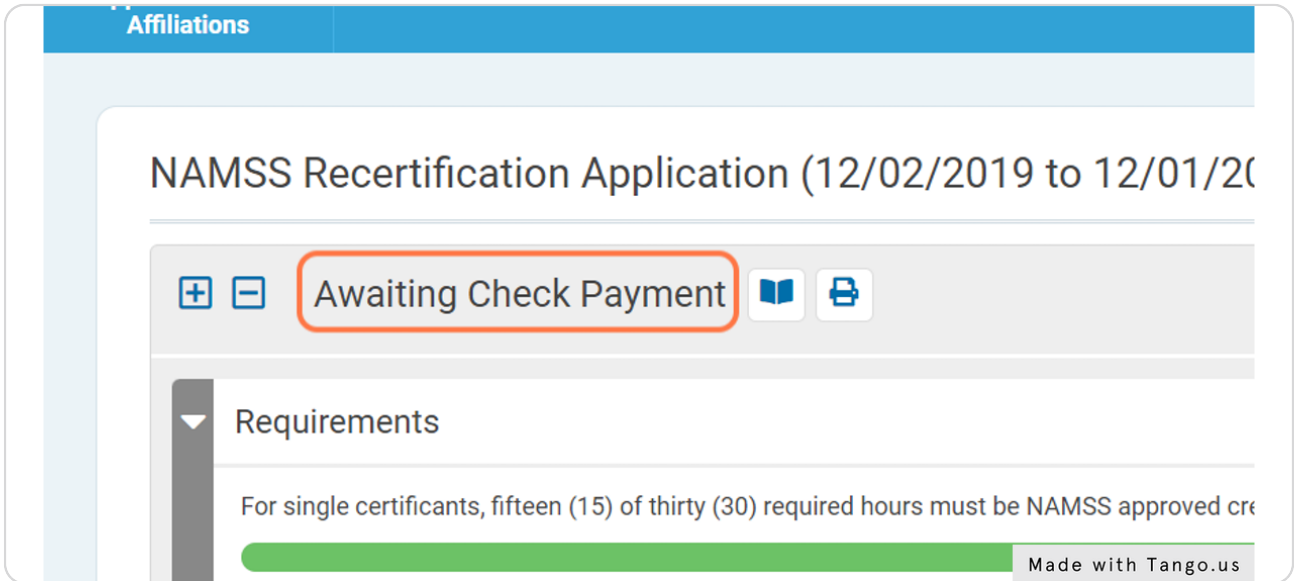 Affiliations
NAMSS Recertification Application (12/02/2019 to 12/01/20
Awaiting Check Payment
Requirements
For single certificants, fifteen (15) of thirty (30) required hours must be NAMSS approved cre
Made with Tango.us